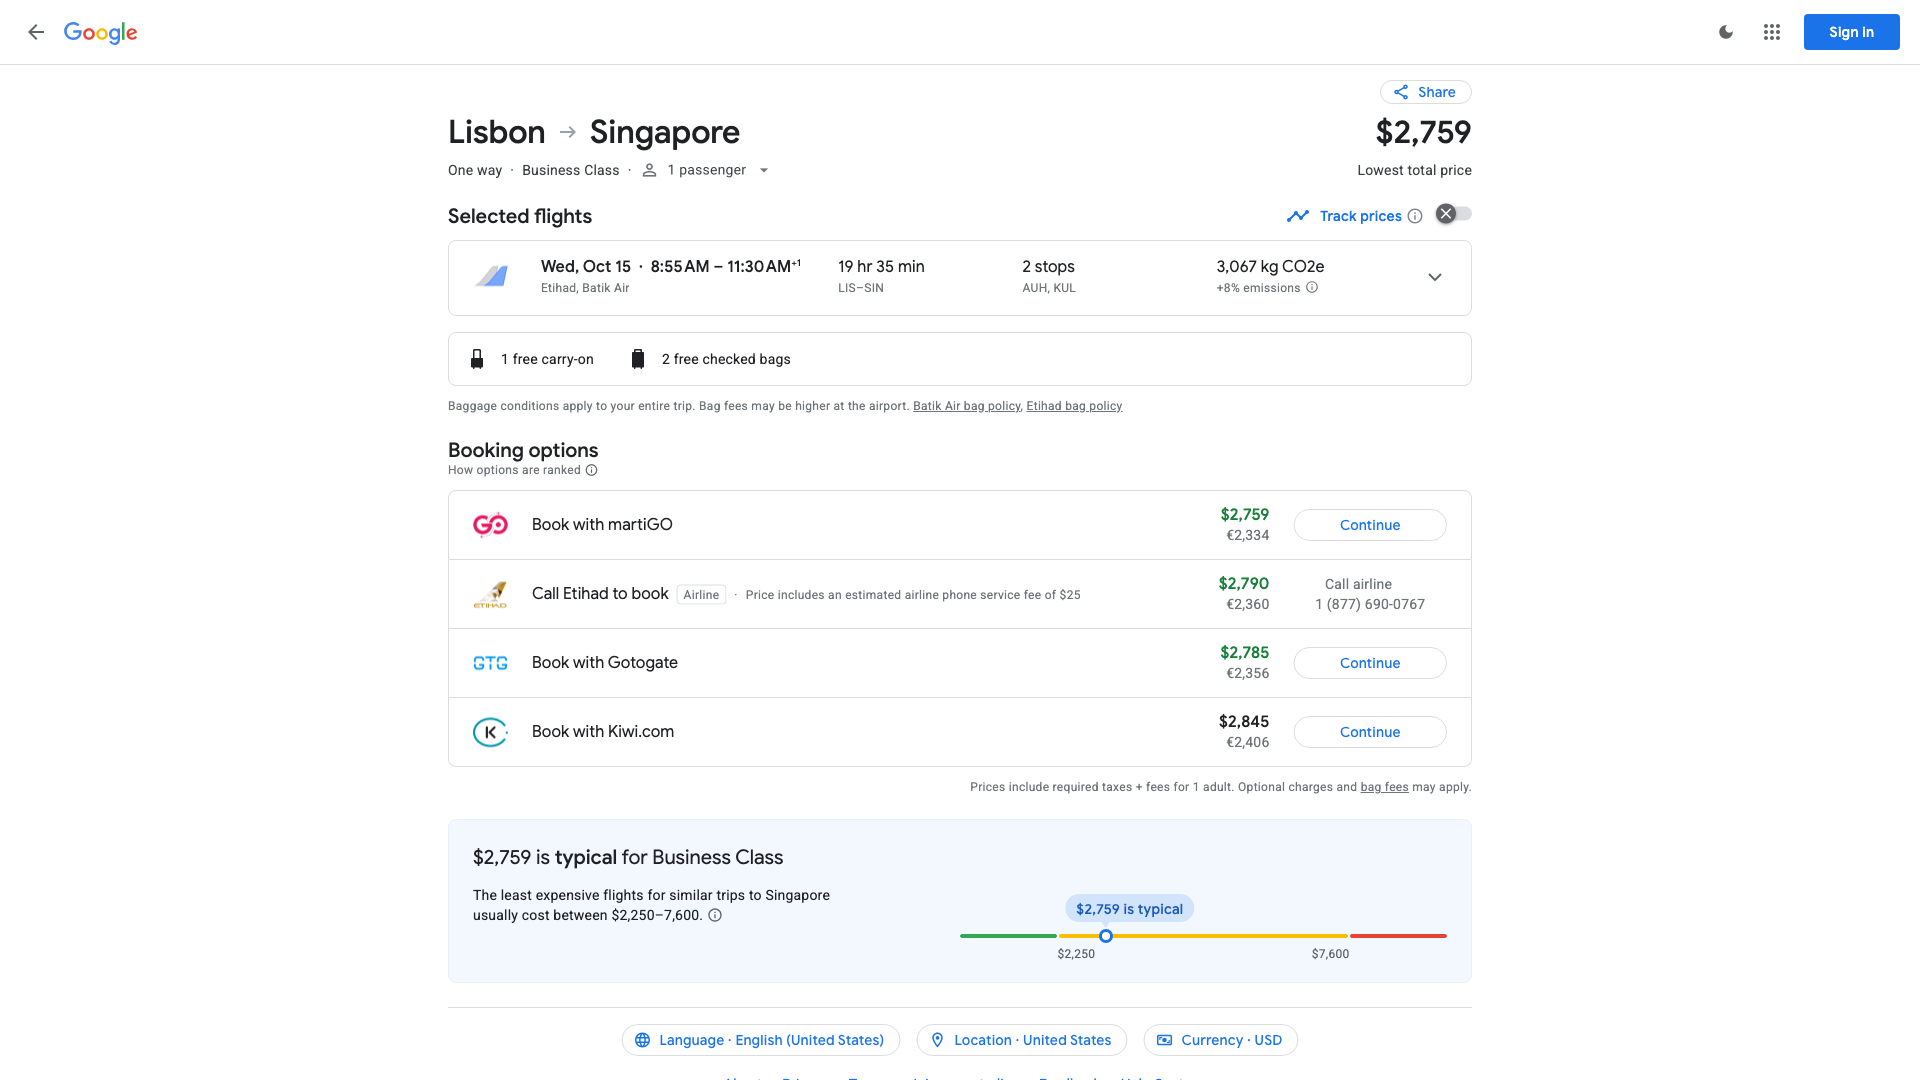 Google
Sign in
Share
Lisbon → Singapore
$2,759
One way · Business Class · 1 passenger
Lowest total price
Selected flights
Track prices
Wed, Oct 15 · 8:55 AM – 11:30 AM+1
19 hr 35 min
2 stops
3,067 kg CO2e
Etihad, Batik Air
LIS–SIN
AUH, KUL
+8% emissions
1 free carry-on
2 free checked bags
Baggage conditions apply to your entire trip. Bag fees may be higher at the airport. Batik Air bag policy, Etihad bag policy
Booking options
How options are ranked
GO
Book with martiGO
$2,759
€2,334
Continue
ETIHAD
Call Etihad to book
Airline
· Price includes an estimated airline phone service fee of $25
$2,790
€2,360
Call airline
1 (877) 690-0767
GTG
Book with Gotogate
$2,785
€2,356
Continue
K
Book with Kiwi.com
$2,845
€2,406
Continue
Prices include required taxes + fees for 1 adult. Optional charges and bag fees may apply.
$2,759 is typical for Business Class
The least expensive flights for similar trips to Singapore
usually cost between $2,250–7,600.
$2,759 is typical
$2,250
$7,600
Language · English (United States)
Location · United States
Currency · USD